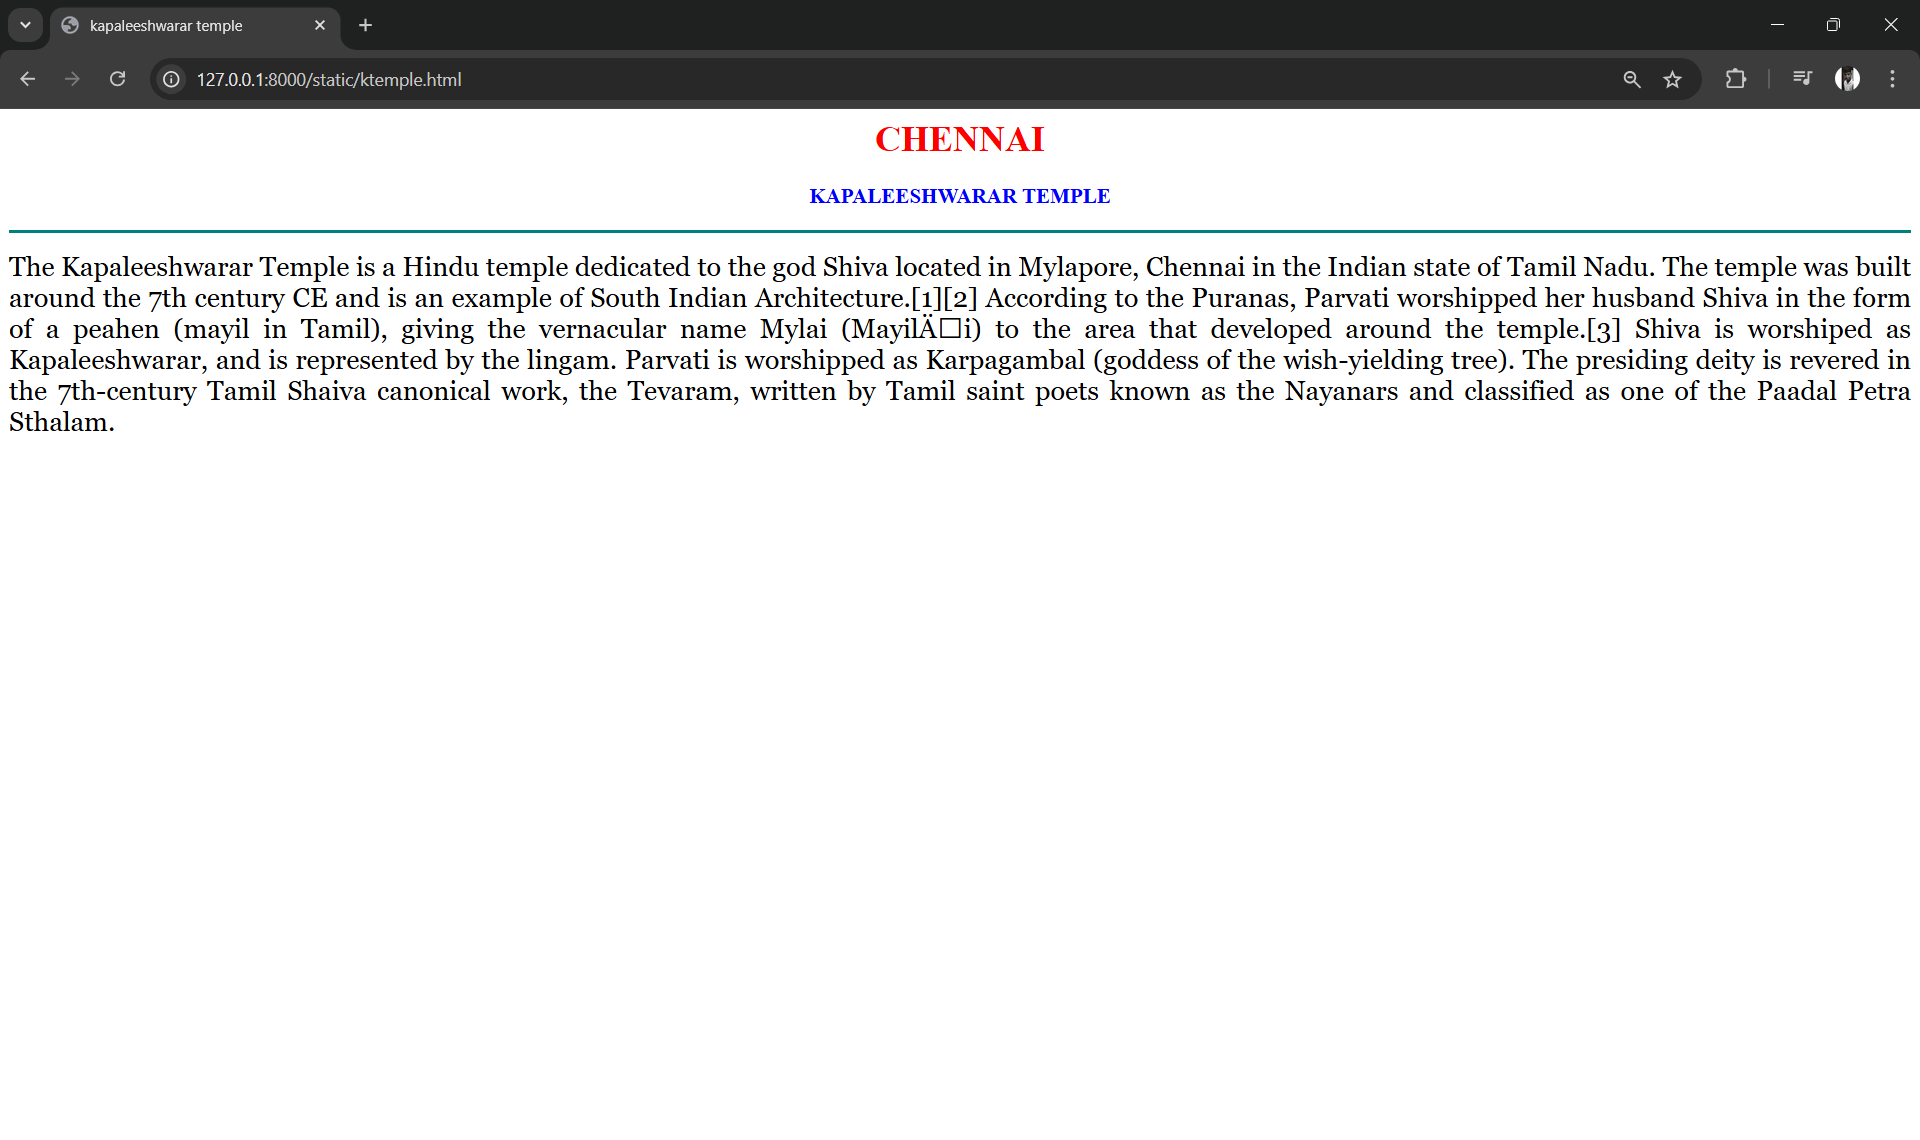 kapaleeshwarar temple
127.0.0.1:8000/static/ktemple.html
CHENNAI
KAPALEESHWARAR TEMPLE
The Kapaleeshwarar Temple is a Hindu temple dedicated to the god Shiva located in Mylapore, Chennai in the Indian state of Tamil Nadu. The temple was built
around the 7th century CE and is an example of South Indian Architecture.[1][2] According to the Puranas, Parvati worshipped her husband Shiva in the form
of a peahen (mayil in Tamil), giving the vernacular name Mylai (MayilÄ□i) to the area that developed around the temple.[3] Shiva is worshiped as
Kapaleeshwarar, and is represented by the lingam. Parvati is worshipped as Karpagambal (goddess of the wish-yielding tree). The presiding deity is revered in
the 7th-century Tamil Shaiva canonical work, the Tevaram, written by Tamil saint poets known as the Nayanars and classified as one of the Paadal Petra
Sthalam.